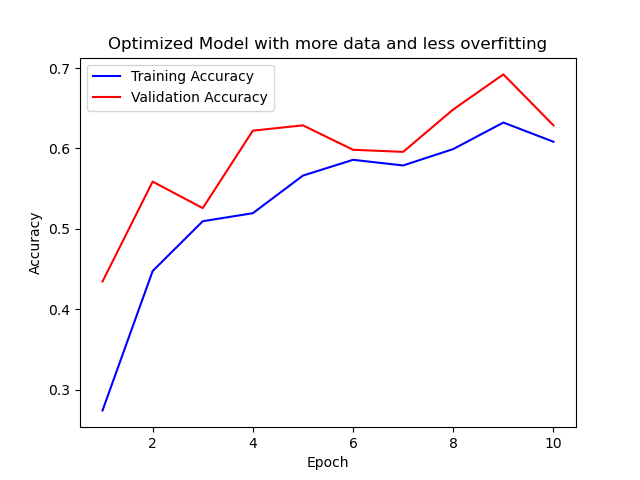 Optimized Model with more data and less overfitting
Training Accuracy
Validation Accuracy
0.7
0.6
0.5
0.4
0.3
Accuracy
2 4 6 8 10
Epoch